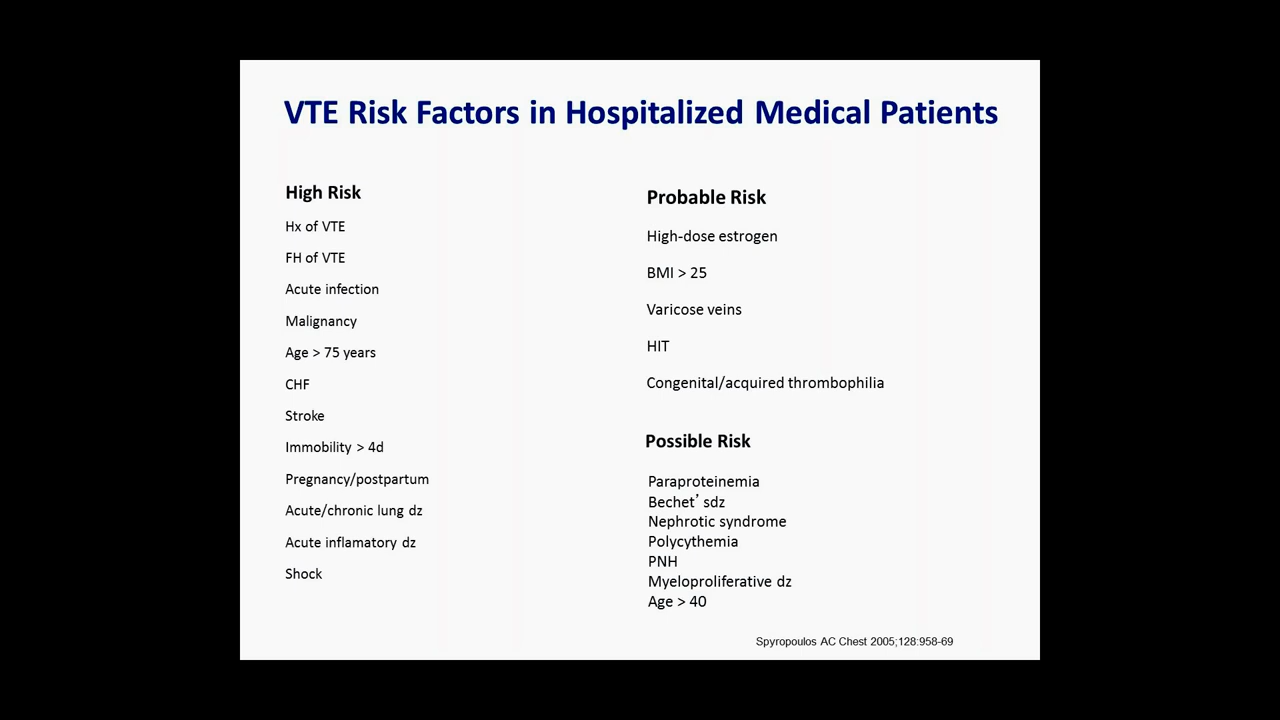 VTE Risk Factors in Hospitalized Medical Patients
High Risk
Hx of VTE
FH of VTE
Acute infection
Malignancy
Age > 75 years
CHF
Stroke
Immobility > 4d
Pregnancy/postpartum
Acute/chronic lung dz
Acute inflamatory dz
Shock
Probable Risk
High-dose estrogen
BMI > 25
Varicose veins
HIT
Congenital/acquired thrombophilia
Possible Risk
Paraproteinemia
Bechet’ sdz
Nephrotic syndrome
Polycythemia
PNH
Myeloproliferative dz
Age > 40
Spyropoulos AC Chest 2005;128:958-69